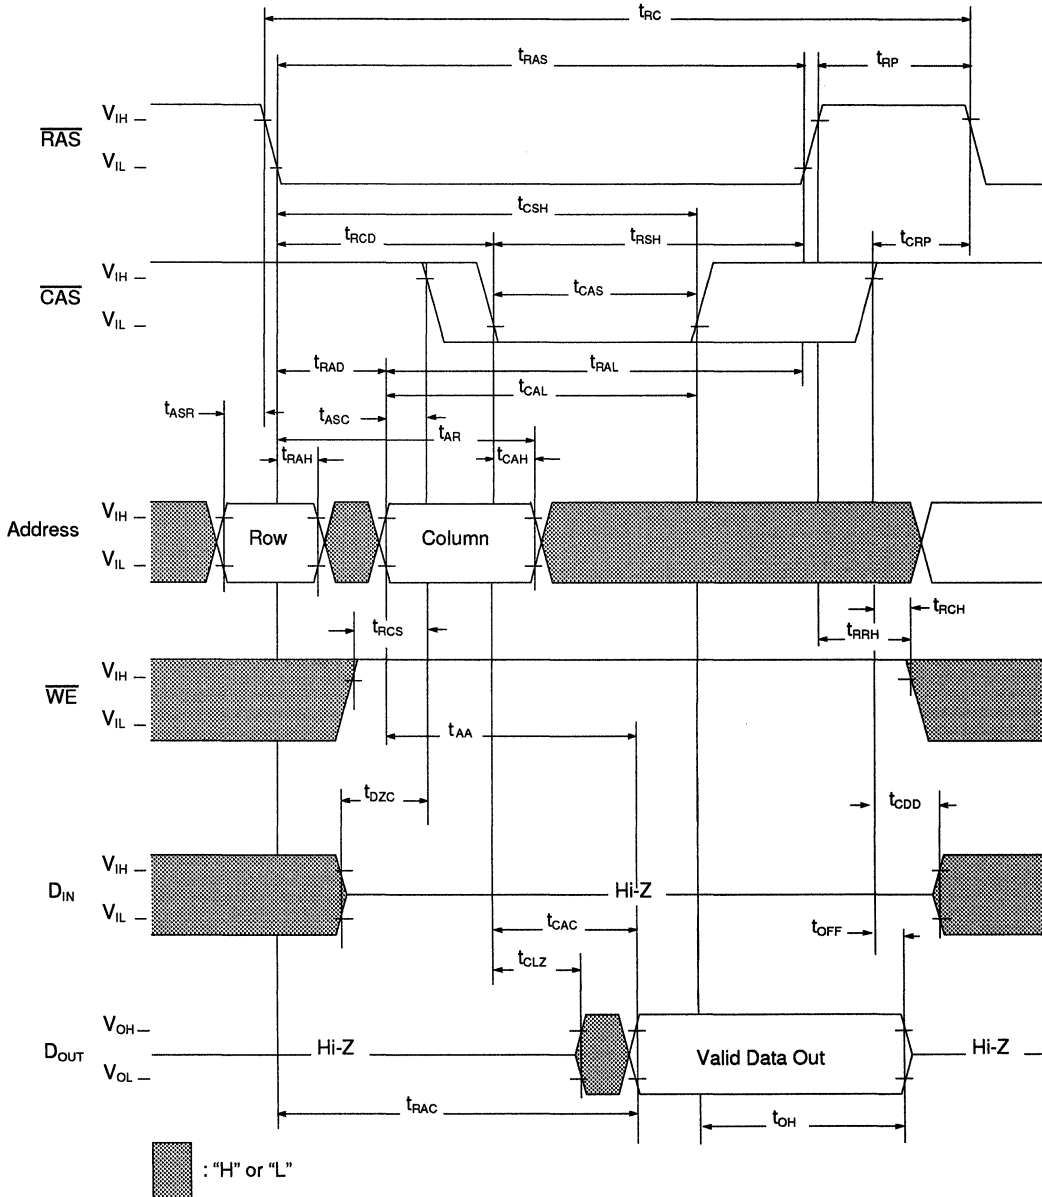 tRC
tRAS
tRP
VIH
RAS
VIL
tCSH
tRCD
tRSH
tCRP
VIH
CAS
tCAS
VIL
tRAD
tRAL
tCAL
tASR
tASC
tAR
tRAH
tCAH
VIH
Address
Row
Column
VIL
tRCH
tRCS
tRRH
VIH
WE
VIL
tAA
tDZC
tCDD
VIH
DIN
Hi-Z
VIL
tCAC
tOFF
tCLZ
VOH
DOUT
Hi-Z
Valid Data Out
Hi-Z
VOL
tRAC
tOH
: “H” or “L”